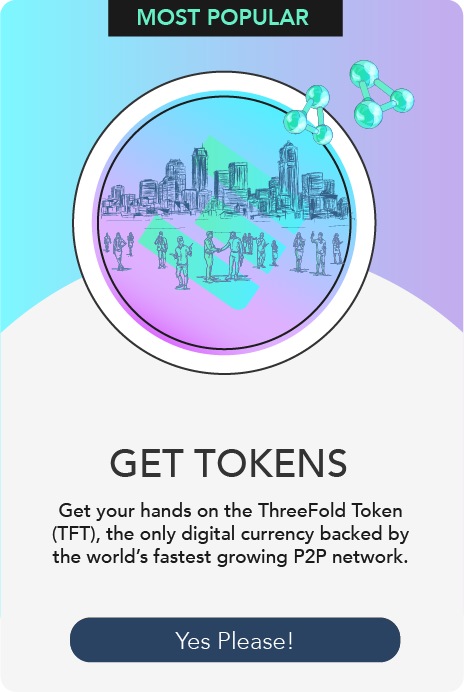 MOST POPULAR
GET TOKENS
Get your hands on the ThreeFold Token
(TFT), the only digital currency backed by
the world’s fastest growing P2P network.
Yes Please!